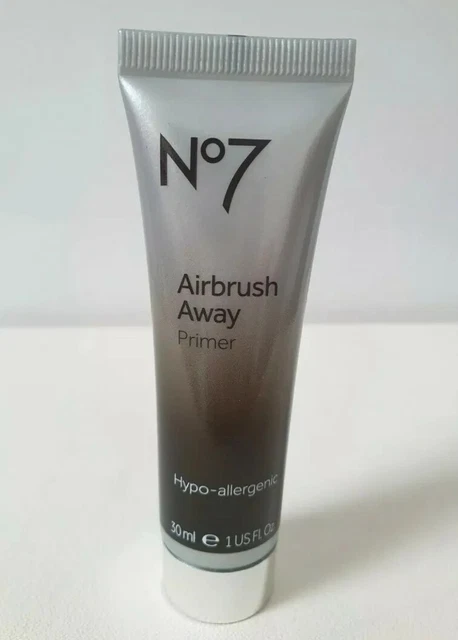 No7
Airbrush
Away
Primer
Hypo-allergenic
30ml ℮ 1 US Fl. Oz